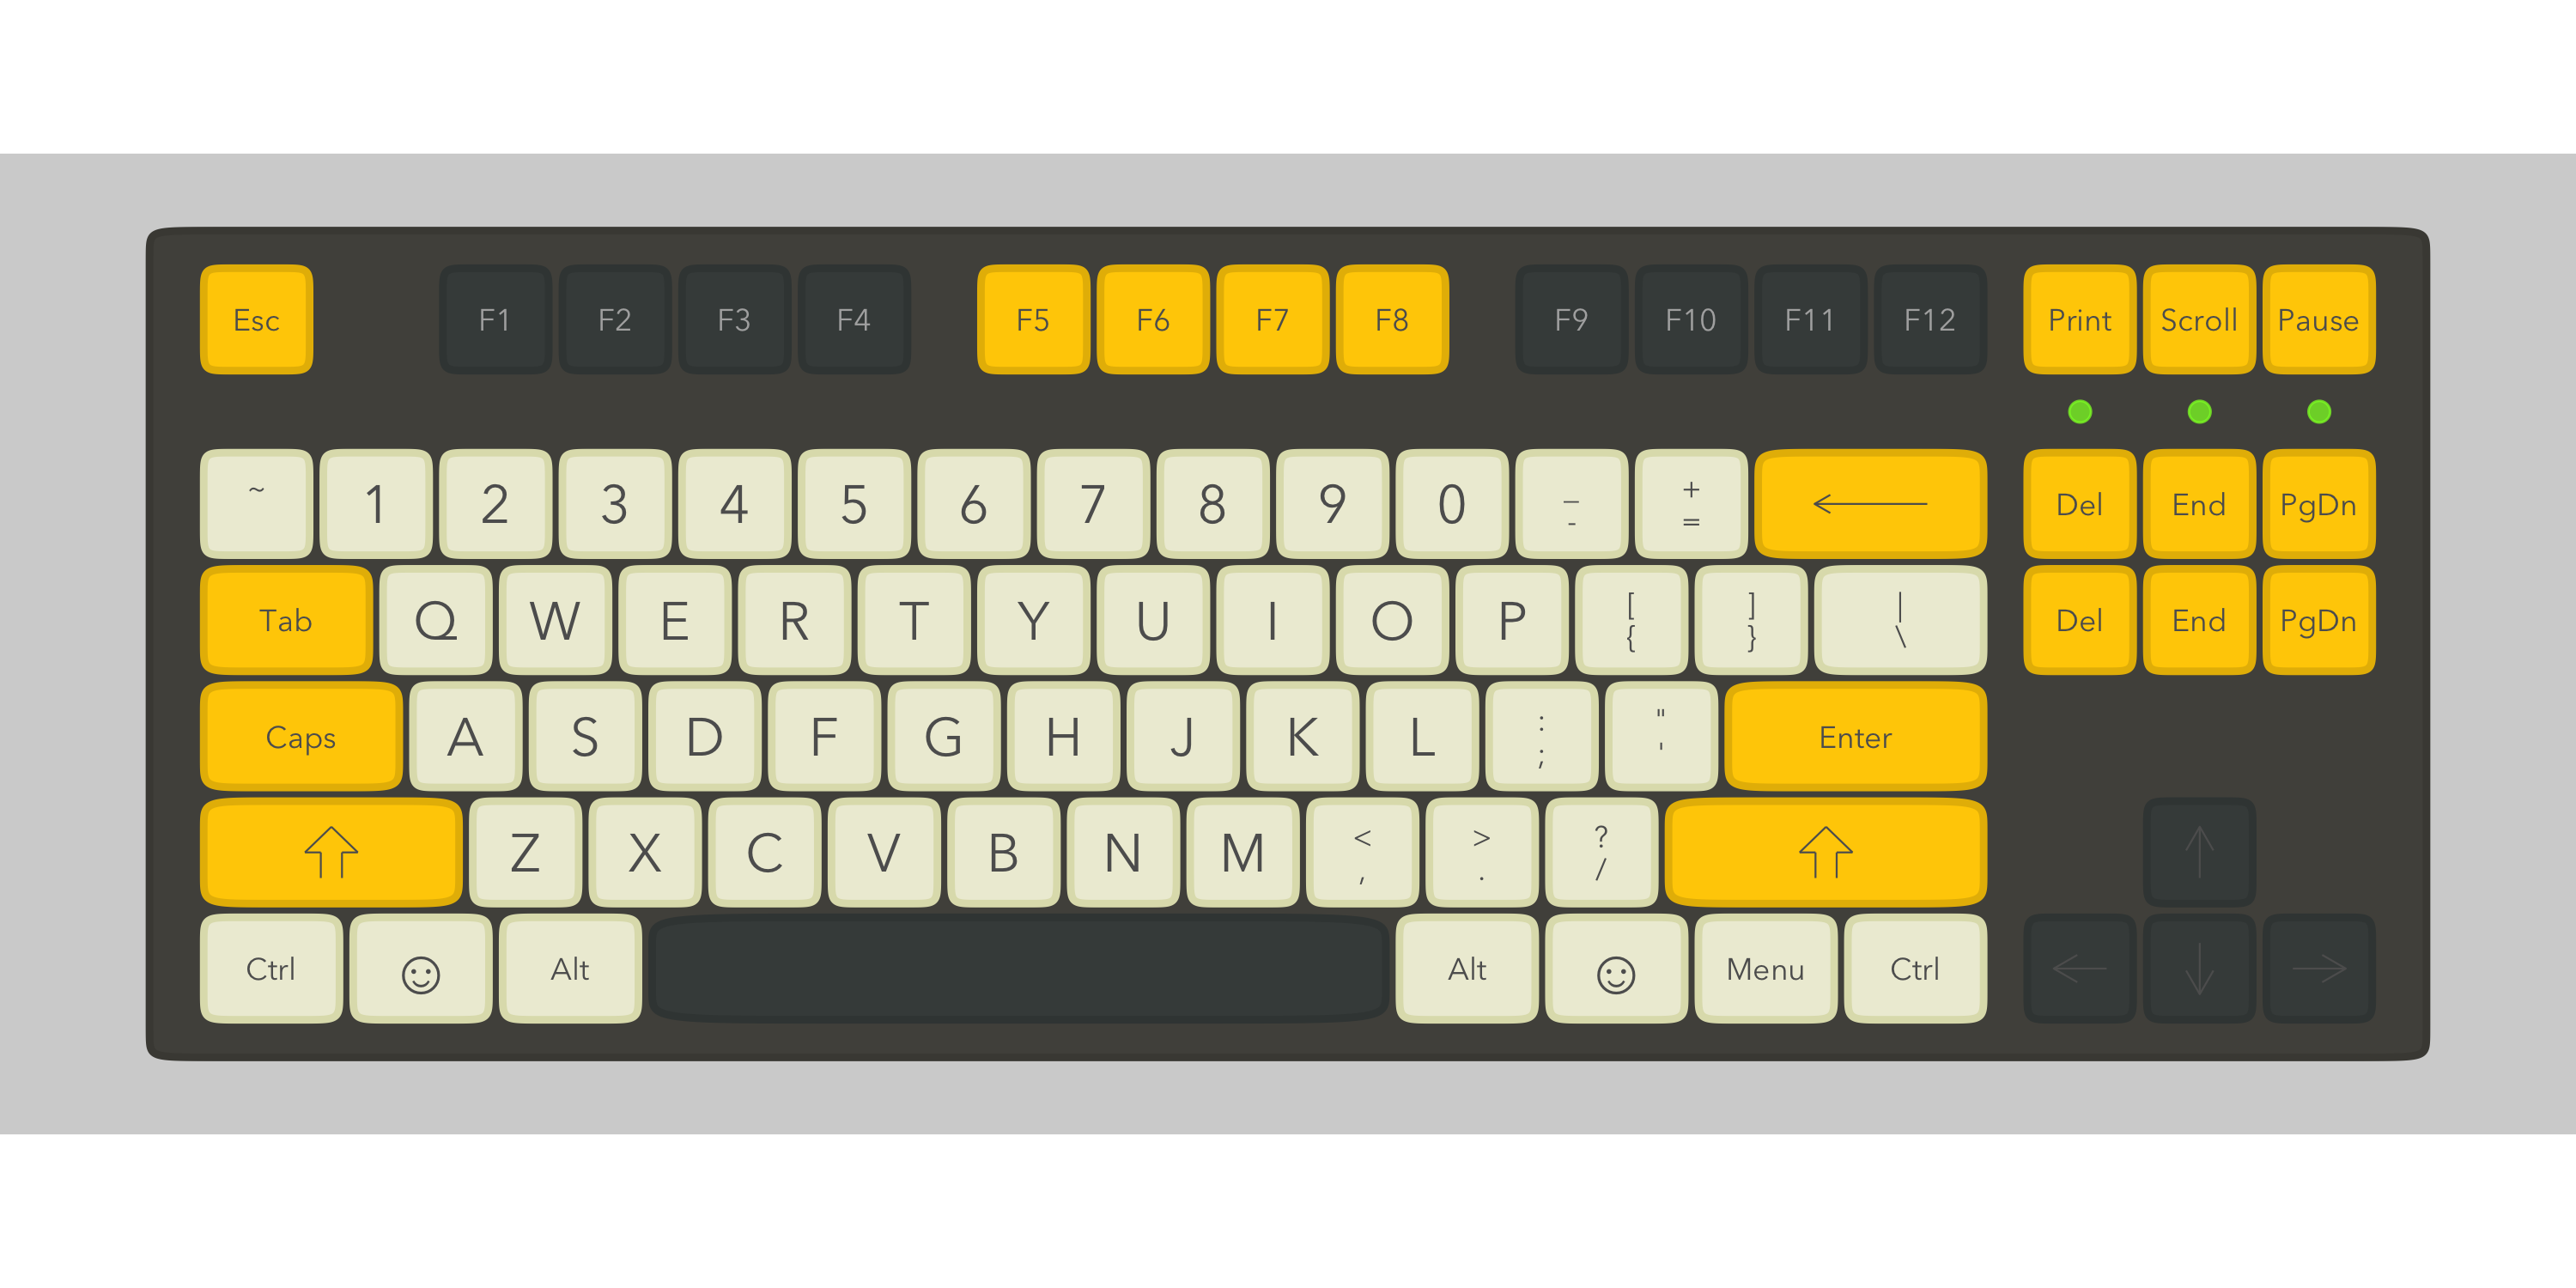 Esc F1 F2 F3 F4 F5 F6 F7 F8 F9 F10 F11 F12 Print Scroll Pause
~ 1 2 3 4 5 6 7 8 9 0 _ - + = ← Del End PgDn
Tab Q W E R T Y U I O P [ { ] } | \ Del End PgDn
Caps A S D F G H J K L : ; " ' Enter
⇧ Z X C V B N M < , > . ? / ⇧ ↑
Ctrl ☺ Alt Alt ☺ Menu Ctrl ← ↓ →